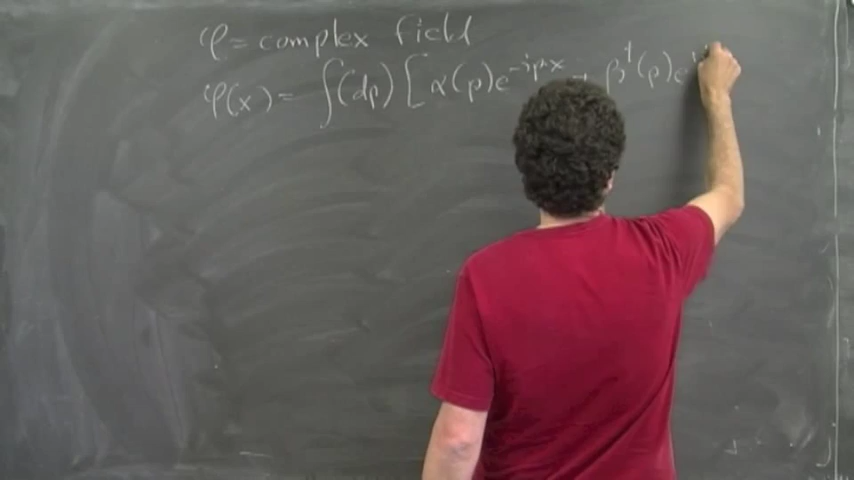 φ = complex field
φ(x) = ∫(dp) [α(p)e^{-ipx} + β^†(p)e^{i